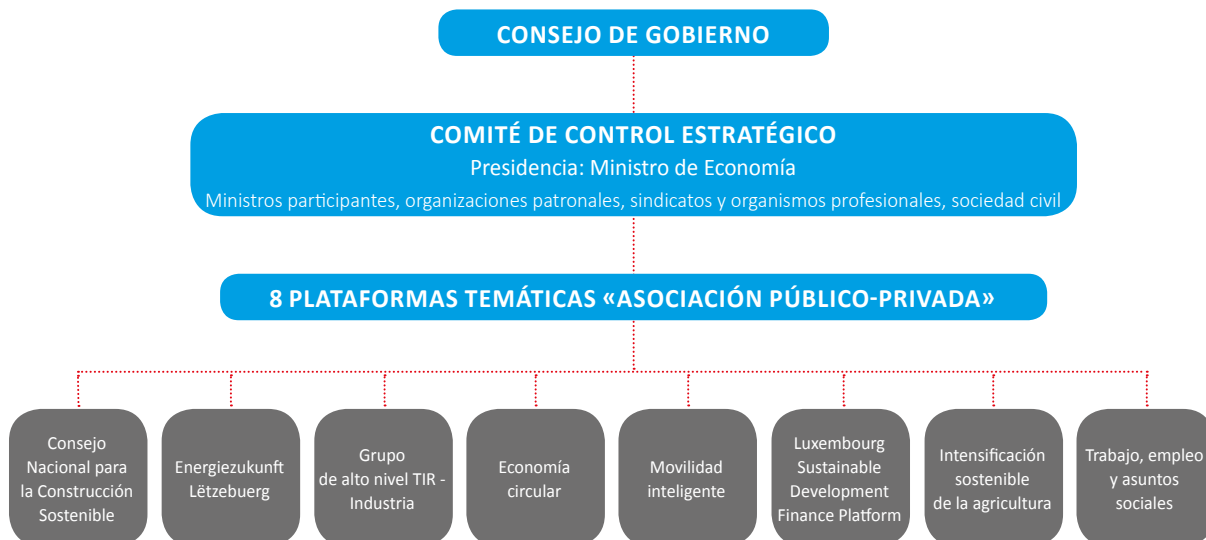 CONSEJO DE GOBIERNO
COMITÉ DE CONTROL ESTRATÉGICO
Presidencia: Ministro de Economía
Ministros participantes, organizaciones patronales, sindicatos y organismos profesionales, sociedad civil
8 PLATAFORMAS TEMÁTICAS «ASOCIACIÓN PÚBLICO-PRIVADA»
Consejo
Nacional para
la Construcción
Sostenible
Energiezukunft
Lëtzebuerg
Grupo
de alto nivel TIR -
Industria
Economía
circular
Movilidad
inteligente
Luxembourg
Sustainable
Development
Finance Platform
Intensificación
sostenible
de la agricultura
Trabajo, empleo
y asuntos
sociales